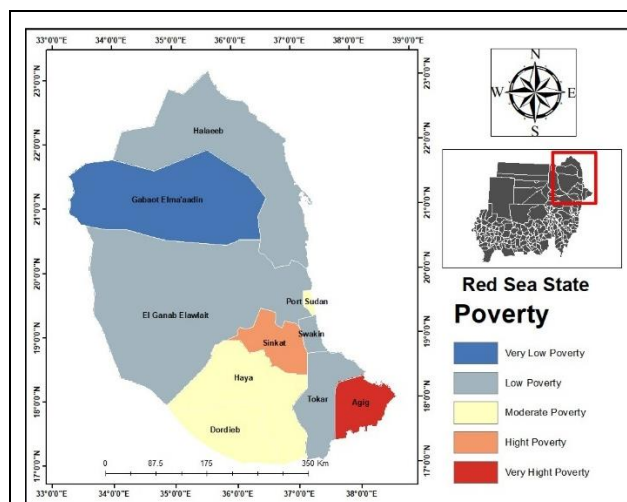 33°0'0"E 34°0'0"E 35°0'0"E 36°0'0"E 37°0'0"E 38°0'0"E 39°0'0"E
23°0'0"N
22°0'0"N
21°0'0"N
20°0'0"N
19°0'0"N
18°0'0"N
17°0'0"N
Halaeeb
Gabaot Elma'aadin
Port Sudan
El Ganab Elawlait
Swakin
Sinkat
Haya
Tokar
Agig
Dordieb
0 87.5 175 350 Km
23°0'0"N
22°0'0"N
21°0'0"N
20°0'0"N
19°0'0"N
18°0'0"N
17°0'0"N
33°0'0"E 34°0'0"E 35°0'0"E 36°0'0"E 37°0'0"E 38°0'0"E
N
W E
S
Red Sea State
Poverty
Very Low Poverty
Low Poverty
Moderate Poverty
Hight Poverty
Very Hight Poverty